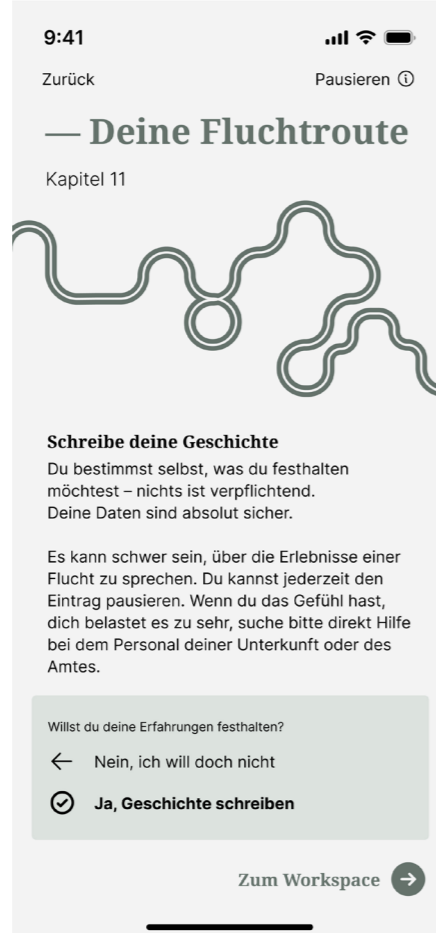 9:41
Zurück
Pausieren
— Deine Fluchtroute
Kapitel 11
Schreibe deine Geschichte
Du bestimmst selbst, was du festhalten
möchtest – nichts ist verpflichtend.
Deine Daten sind absolut sicher.
Es kann schwer sein, über die Erlebnisse einer
Flucht zu sprechen. Du kannst jederzeit den
Eintrag pausieren. Wenn du das Gefühl hast,
dich belastet es zu sehr, suche bitte direkt Hilfe
bei dem Personal deiner Unterkunft oder des
Amtes.
Willst du deine Erfahrungen festhalten?
Nein, ich will doch nicht
Ja, Geschichte schreiben
Zum Workspace